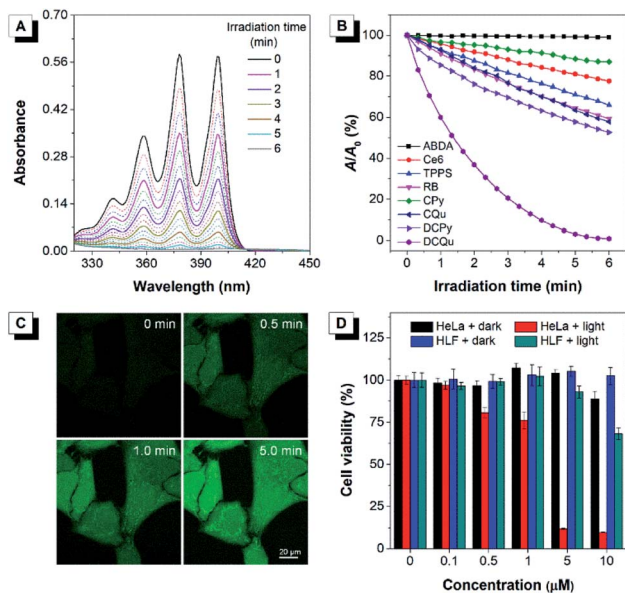 A
Irradiation time
(min)
0
1
2
3
4
5
6
0.70
0.56
0.42
0.28
0.14
0.00
Absorbance
330
360
390
420
450
Wavelength (nm)
B
100
80
60
40
20
0
A/A0 (%)
ABDA
Ce6
TPPS
RB
CPy
CQu
DCPy
DCQu
0
1
2
3
4
5
6
Irradiation time (min)
C
0 min
0.5 min
1.0 min
5.0 min
20 μm
D
HeLa + dark
HeLa + light
HLF + dark
HLF + light
125
100
75
50
25
0
Cell viability (%)
0
0.1
0.5
1
5
10
Concentration (μM)